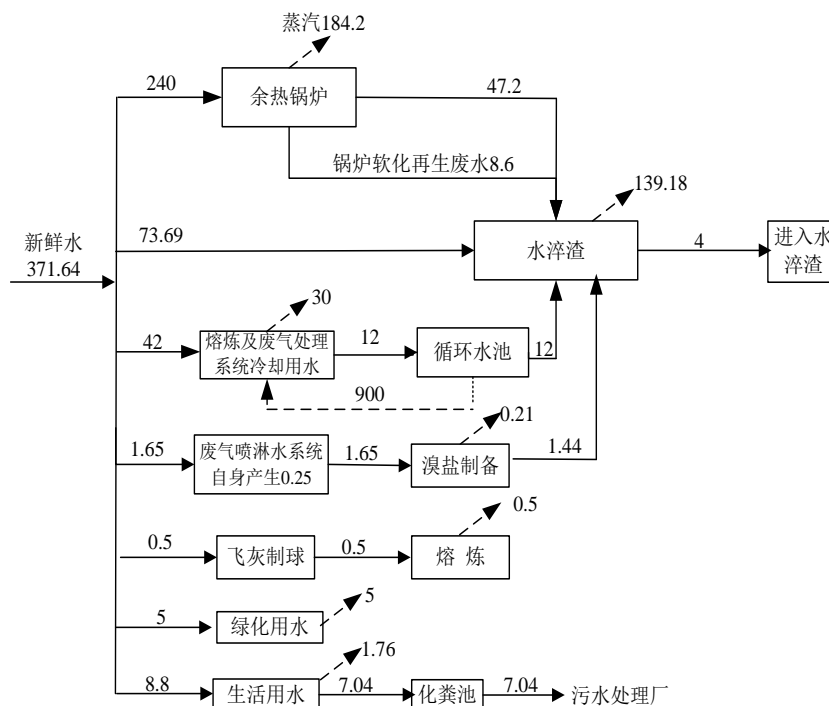 蒸汽184.2
240
余热锅炉
47.2
锅炉软化再生废水8.6
139.18
新鲜水
371.64
73.69
水淬渣
4
进入水
淬渣
30
42
熔炼及废气处理
系统冷却用水
12
循环水池
12
900
0.21
1.65
废气喷淋水系统
自身产生0.25
1.65
溴盐制备
1.44
0.5
0.5
飞灰制球
0.5
熔 炼
5
5
绿化用水
1.76
8.8
生活用水
7.04
化粪池
7.04
污水处理厂